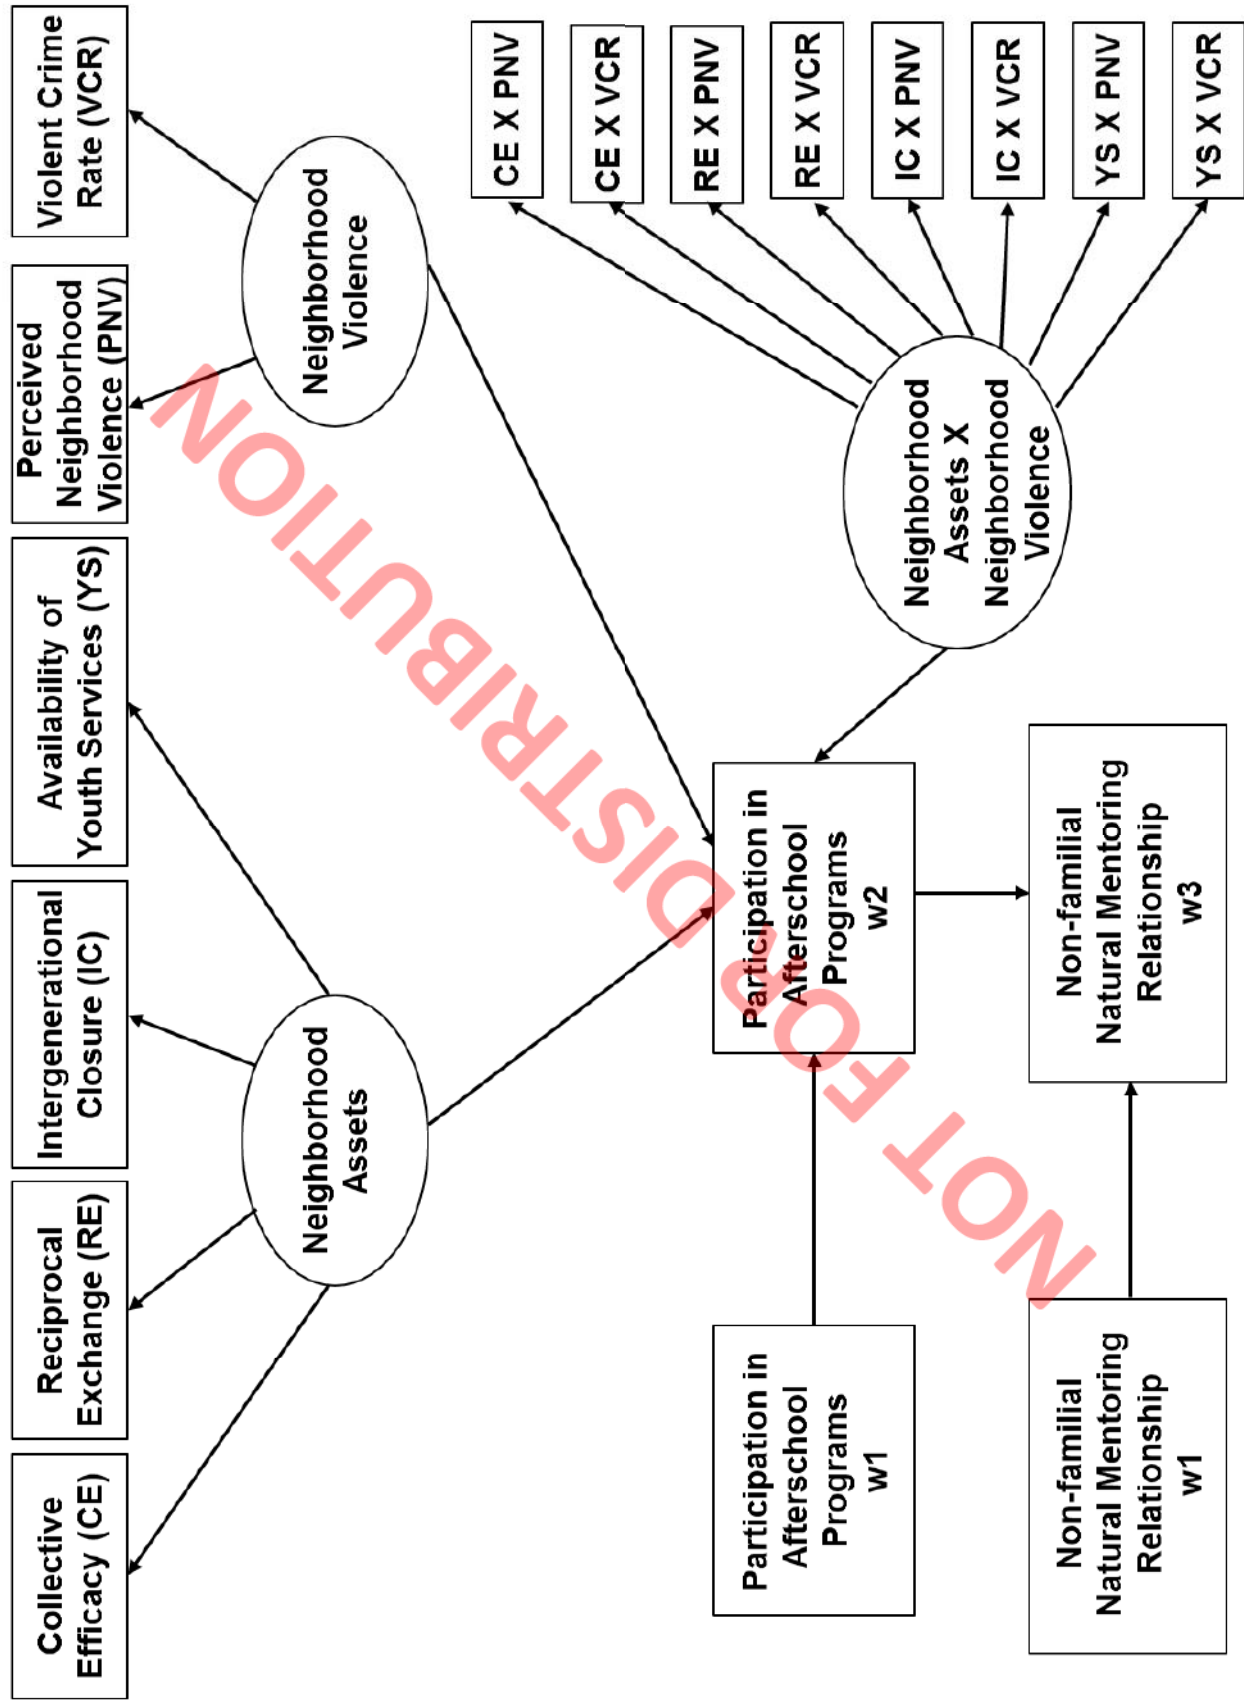 Collective
Efficacy (CE)
Reciprocal
Exchange (RE)
Intergenerational
Closure (IC)
Availability of
Youth Services (YS)
Perceived
Neighborhood
Violence (PNV)
Violent Crime
Rate (VCR)
Neighborhood
Assets
Neighborhood
Violence
CE X PNV
CE X VCR
RE X PNV
RE X VCR
IC X PNV
IC X VCR
YS X PNV
YS X VCR
Participation in
Afterschool
Programs
w1
Participation in
Afterschool
Programs
w2
Neighborhood
Assets X
Neighborhood
Violence
Non-familial
Natural Mentoring
Relationship
w1
Non-familial
Natural Mentoring
Relationship
w3
NOT FOR DISTRIBUTION